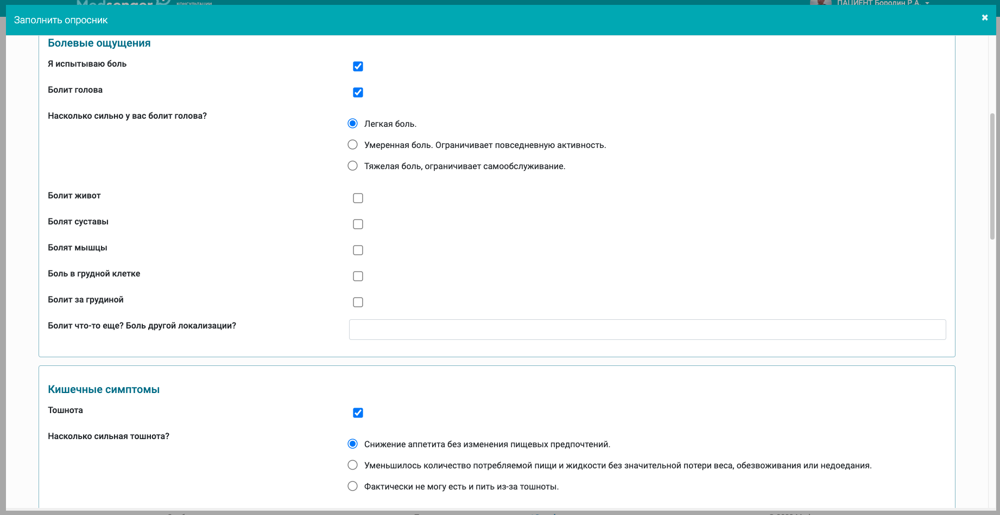 Medsenger
КОНСУЛЬТАЦИИ
ПАЦИЕНТ Бородин Р.А.
Заполнить опросник
Болевые ощущения
Я испытываю боль
Болит голова
Насколько сильно у вас болит голова?
Легкая боль.
Умеренная боль. Ограничивает повседневную активность.
Тяжелая боль, ограничивает самообслуживание.
Болит живот
Болят суставы
Болят мышцы
Боль в грудной клетке
Болит за грудиной
Болит что-то еще? Боль другой локализации?
Кишечные симптомы
Тошнота
Насколько сильная тошнота?
Снижение аппетита без изменения пищевых предпочтений.
Уменьшилось количество потребляемой пищи и жидкости без значительной потери веса, обезвоживания или недоедания.
Фактически не могу есть и пить из-за тошноты.